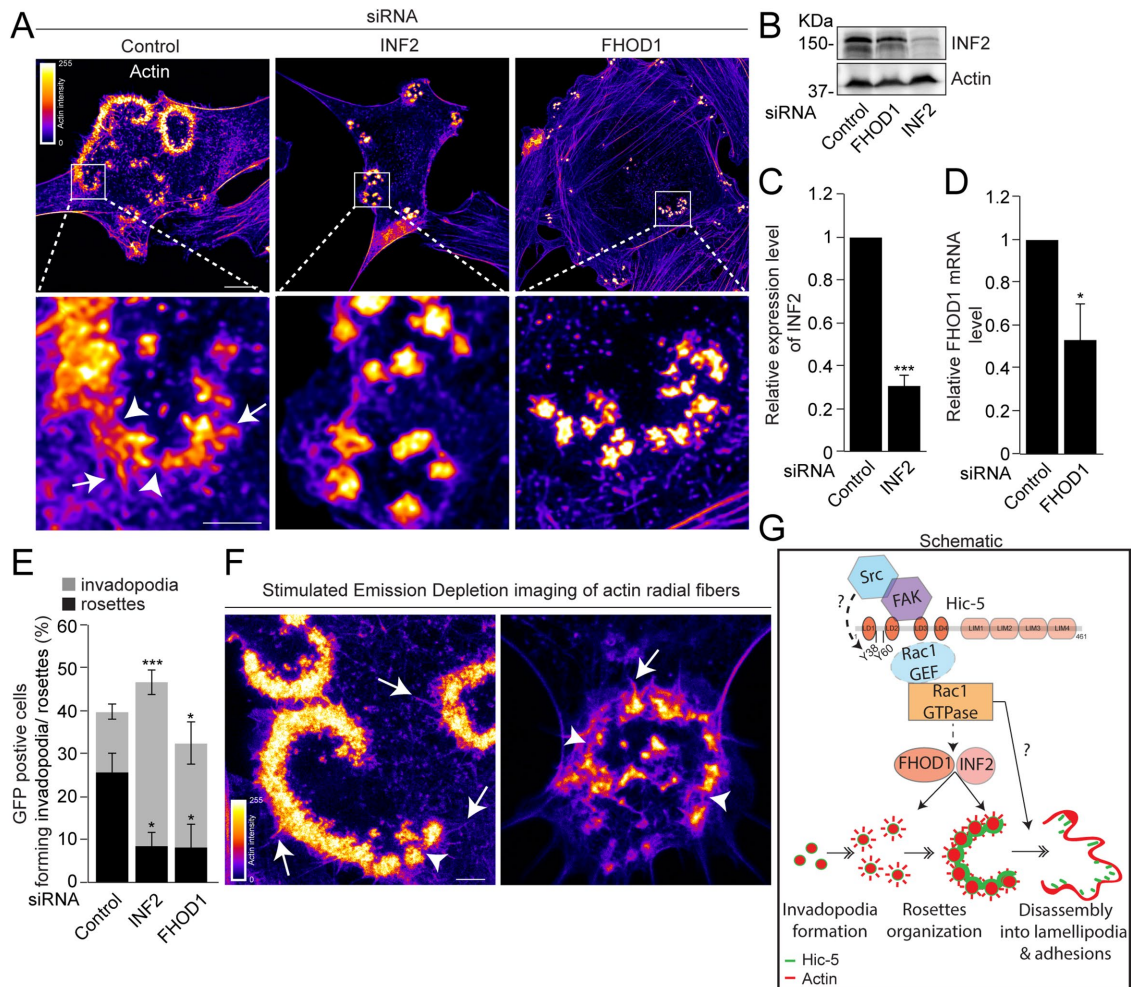 A
siRNA
Control
INF2
FHOD1
Actin
255
Actin intensity
0
B
KDa
150-
INF2
37-
Actin
siRNA
Control
FHOD1
INF2
C
Relative expression level
of INF2
1.2
1
0.8
0.6
0.4
0.2
0
***
siRNA
Control
INF2
D
Relative FHOD1 mRNA
level
1.2
1
0.8
0.6
0.4
0.2
0
*
siRNA
Control
FHOD1
E
invadopodia
rosettes
GFP postive cells
forming invadopodia/ rosettes (%)
60
50
40
30
20
10
0
***
*
*
*
siRNA
Control
INF2
FHOD1
F
Stimulated Emission Depletion imaging of actin radial fibers
255
Actin intensity
0
G
Schematic
Src
FAK
?
Hic-5
LD1
LD2
LD3
LD4
LIM1
LIM2
LIM3
LIM4
1
461
Y38
Y60
Rac1
GEF
Rac1
GTPase
?
FHOD1
INF2
Invadopodia
formation
Rosettes
organization
Disassembly
into lamellipodia
& adhesions
Hic-5
Actin